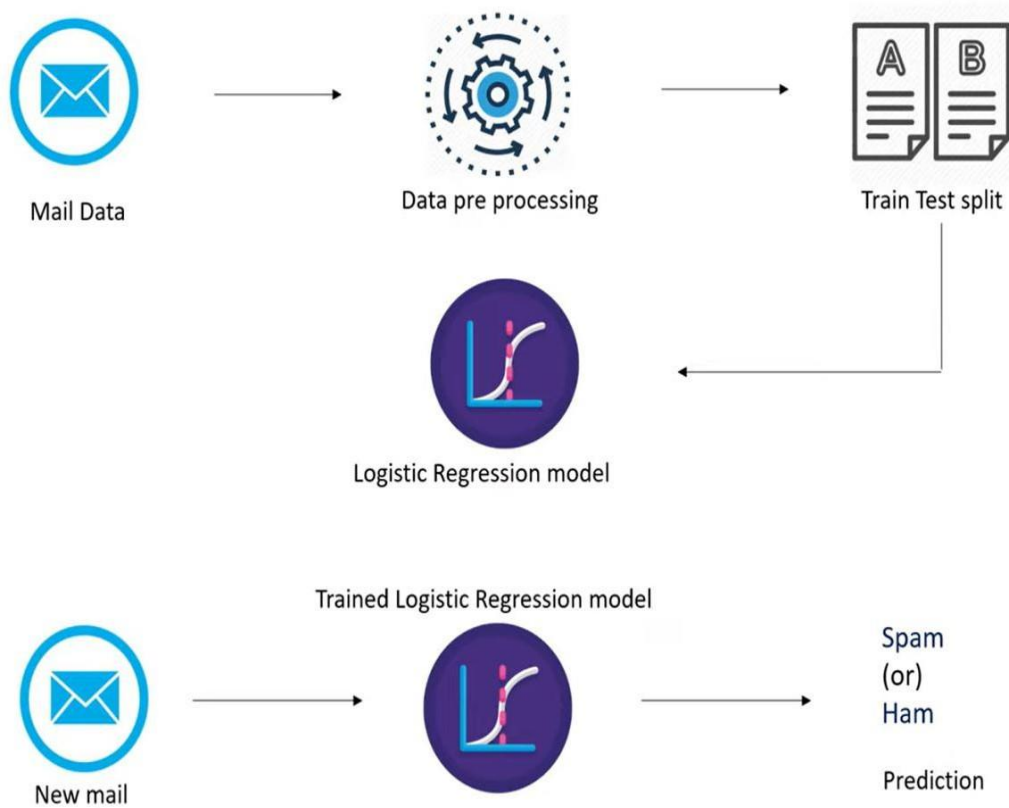 A B
Mail Data
Data pre processing
Train Test split
Logistic Regression model
Trained Logistic Regression model
Spam
(or)
Ham
New mail
Prediction